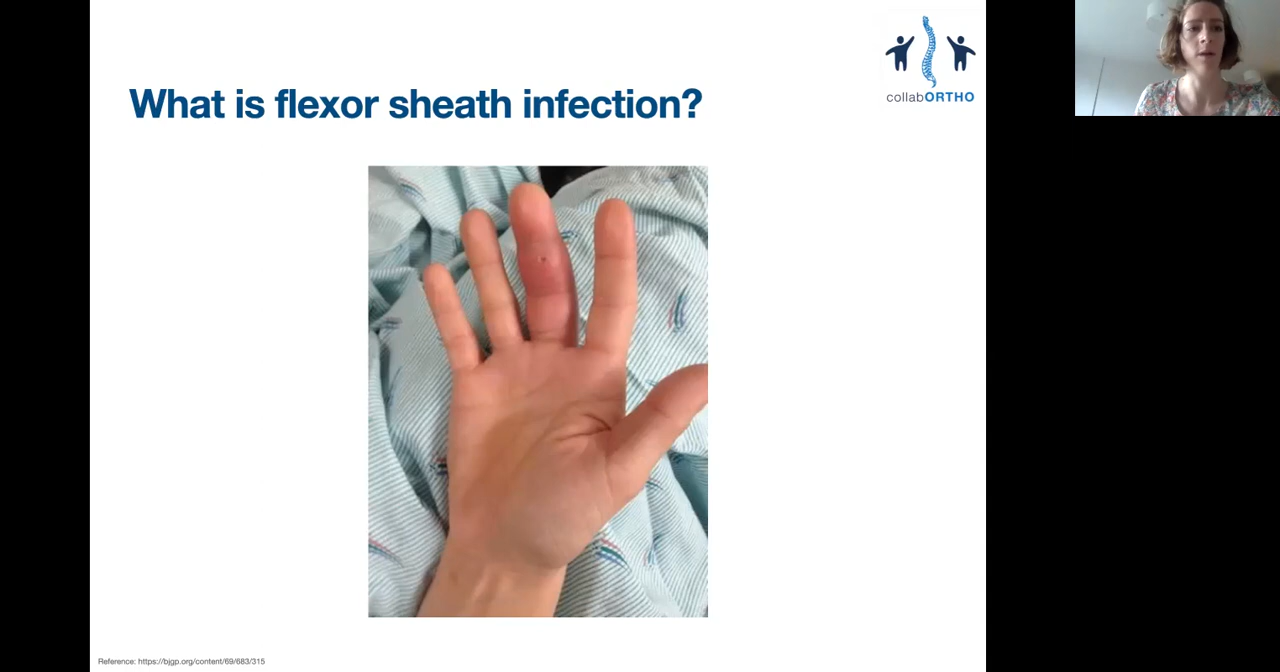 collabORTHO
What is flexor sheath infection?
Reference: https://bjgp.org/content/69/683/315